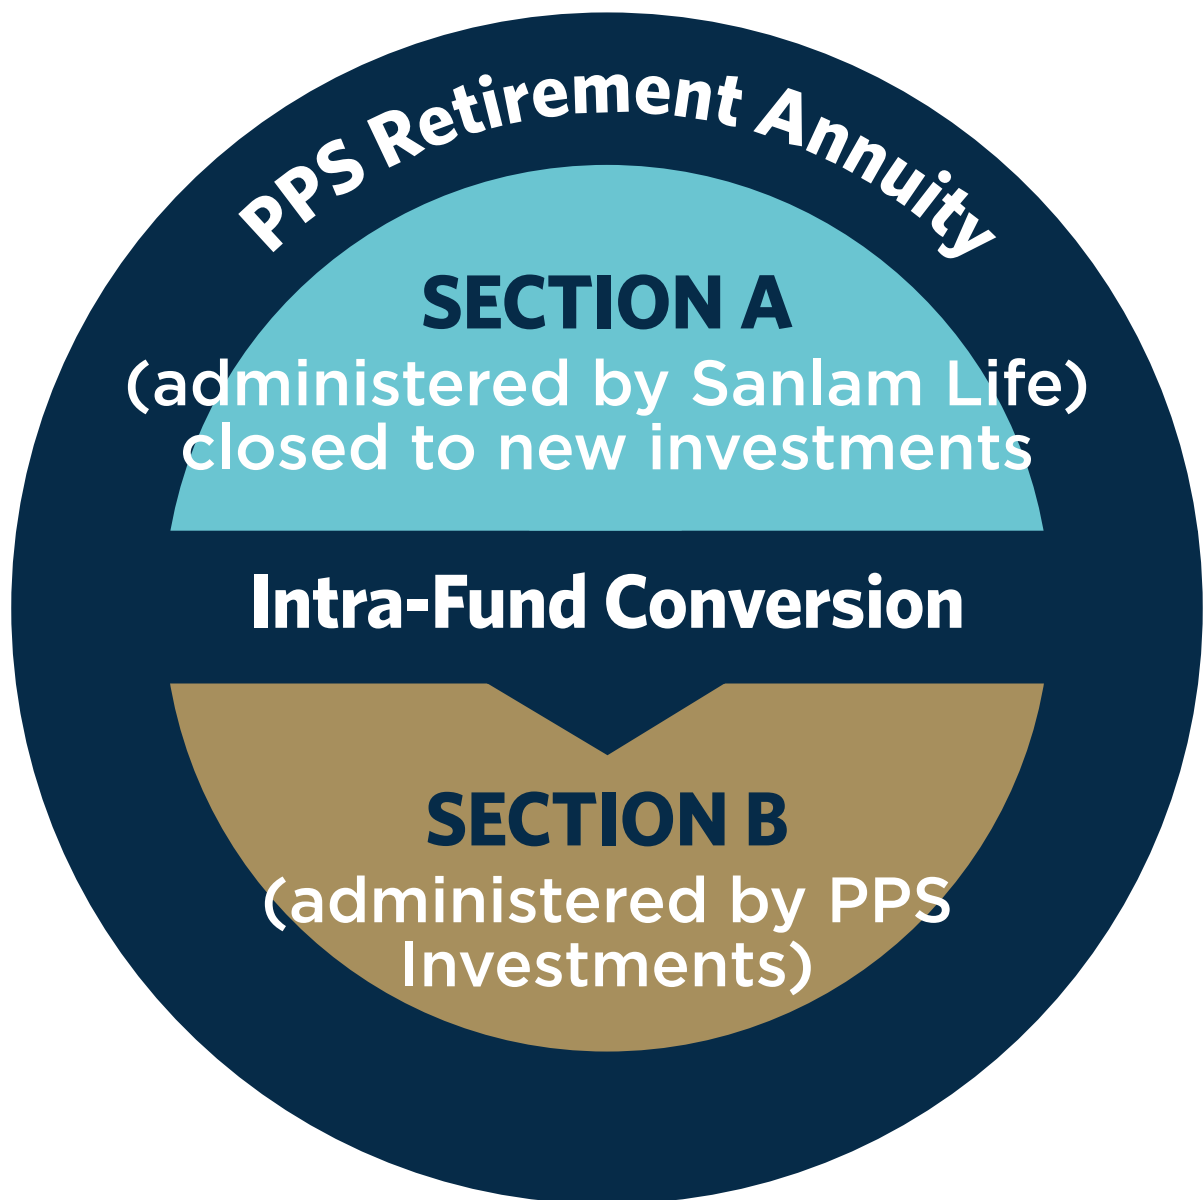 PPS Retirement Annuity
SECTION A
(administered by Sanlam Life)
closed to new investments
Intra-Fund Conversion
SECTION B
(administered by PPS
Investments)